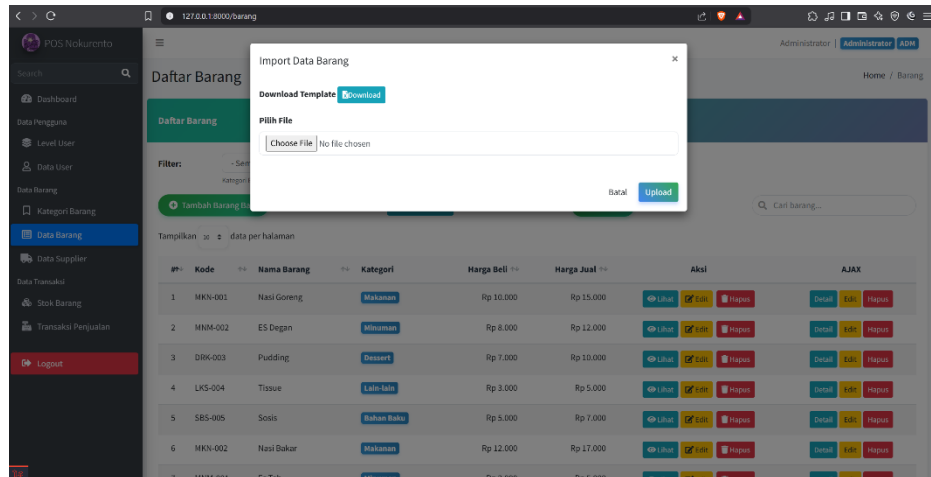 127.0.0.1:8000/barang
POS Nokurento
Administrator | Administrator ADM
Search
Daftar Barang
Home / Barang
Dashboard
Data Pengguna
Level User
Data User
Data Barang
Kategori Barang
Data Barang
Data Supplier
Data Transaksi
Stok Barang
Transaksi Penjualan
Logout
Import Data Barang
×
Download Template Download
Pilih File
Choose File No file chosen
Batal Upload
Daftar Barang
Filter:
Tambah Barang
Cari barang...
Tampilkan data per halaman
Kode Nama Barang Kategori Harga Beli Harga Jual Aksi AJAX
1 MKN-001 Nasi Goreng Makanan Rp 10.000 Rp 15.000 Lihat Edit Hapus Detail Edit Hapus
2 MNM-002 ES Degan Minuman Rp 8.000 Rp 12.000 Lihat Edit Hapus Detail Edit Hapus
3 DRK-003 Pudding Dessert Rp 7.000 Rp 10.000 Lihat Edit Hapus Detail Edit Hapus
4 LKS-004 Tissue Lain-lain Rp 3.000 Rp 5.000 Lihat Edit Hapus Detail Edit Hapus
5 SBS-005 Sosis Bahan Baku Rp 5.000 Rp 7.000 Lihat Edit Hapus Detail Edit Hapus
6 MKN-002 Nasi Bakar Makanan Rp 12.000 Rp 17.000 Lihat Edit Hapus Detail Edit Hapus